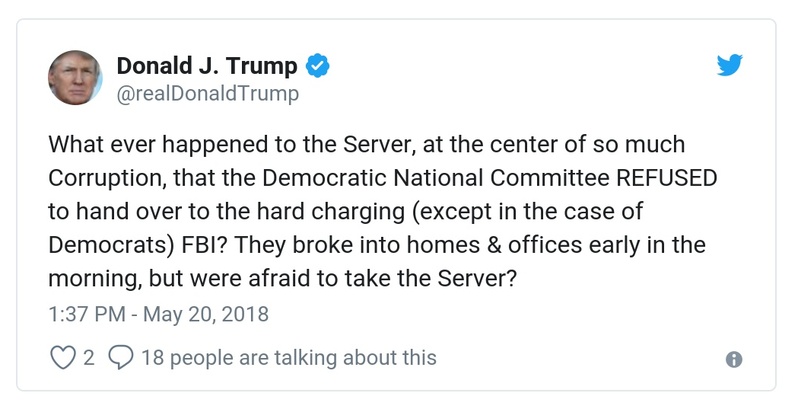 Donald J. Trump
@realDonaldTrump
What ever happened to the Server, at the center of so much
Corruption, that the Democratic National Committee REFUSED
to hand over to the hard charging (except in the case of
Democrats) FBI? They broke into homes & offices early in the
morning, but were afraid to take the Server?
1:37 PM - May 20, 2018
2 18 people are talking about this